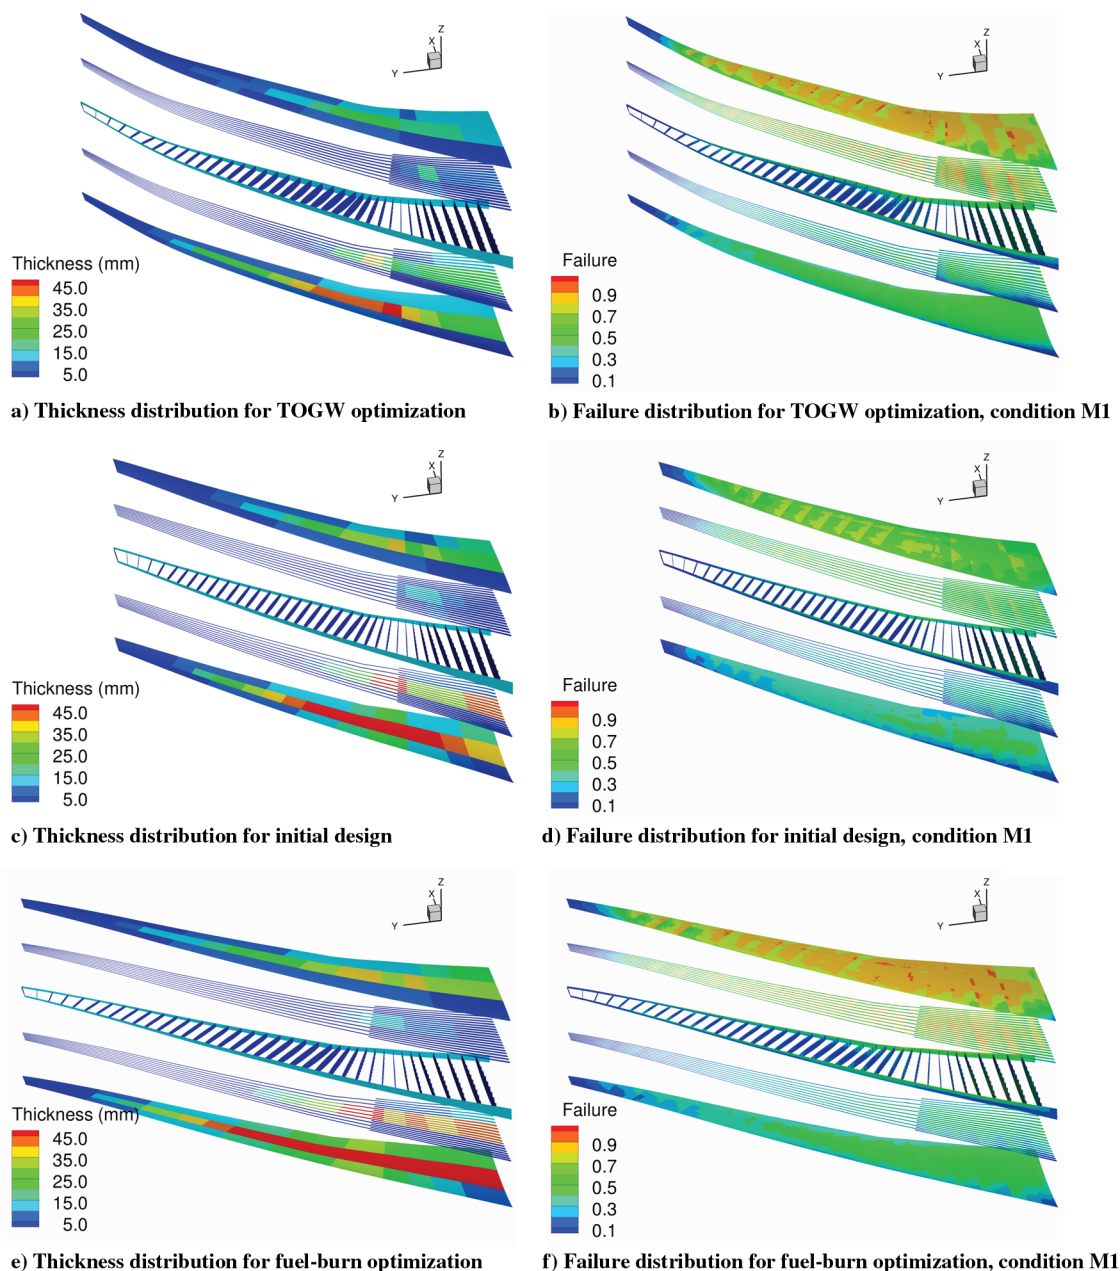 Z
X
Y
Thickness (mm)
45.0
35.0
25.0
15.0
5.0
a) Thickness distribution for TOGW optimization
Z
X
Y
Failure
0.9
0.7
0.5
0.3
0.1
b) Failure distribution for TOGW optimization, condition M1
Z
X
Y
Thickness (mm)
45.0
35.0
25.0
15.0
5.0
c) Thickness distribution for initial design
Z
X
Y
Failure
0.9
0.7
0.5
0.3
0.1
d) Failure distribution for initial design, condition M1
Z
X
Y
Thickness (mm)
45.0
35.0
25.0
15.0
5.0
e) Thickness distribution for fuel-burn optimization
Z
X
Y
Failure
0.9
0.7
0.5
0.3
0.1
f) Failure distribution for fuel-burn optimization, condition M1